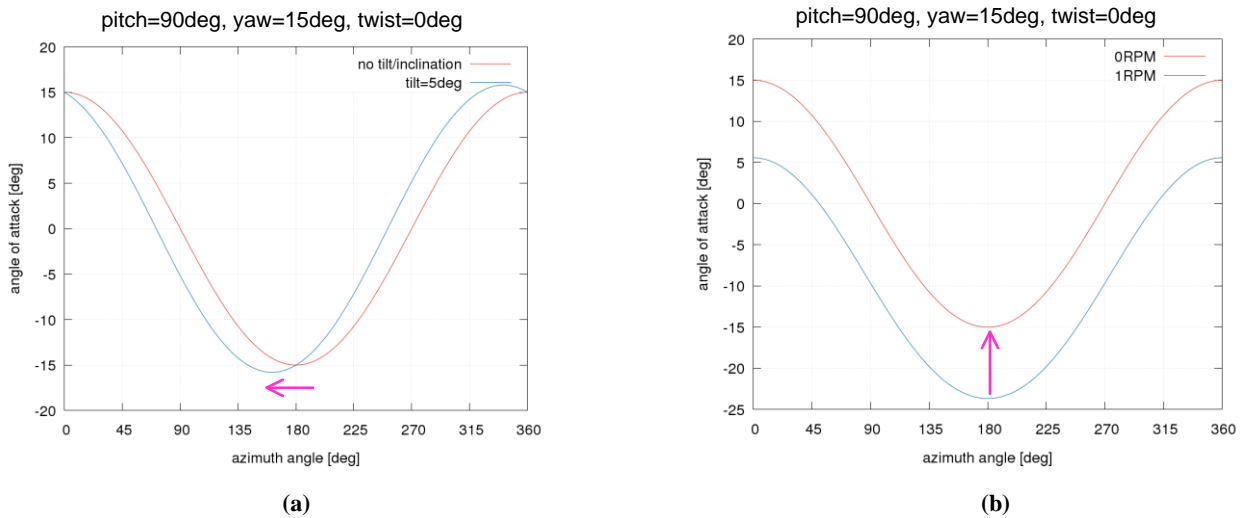 pitch=90deg, yaw=15deg, twist=0deg
20
15
10
5
0
-5
-10
-15
-20
angle of attack [deg]
no tilt/inclination
tilt=5deg
0 45 90 135 180 225 270 315 360
azimuth angle [deg]
(a)
pitch=90deg, yaw=15deg, twist=0deg
20
15
10
5
0
-5
-10
-15
-20
-25
angle of attack [deg]
0RPM
1RPM
0 45 90 135 180 225 270 315 360
azimuth angle [deg]
(b)